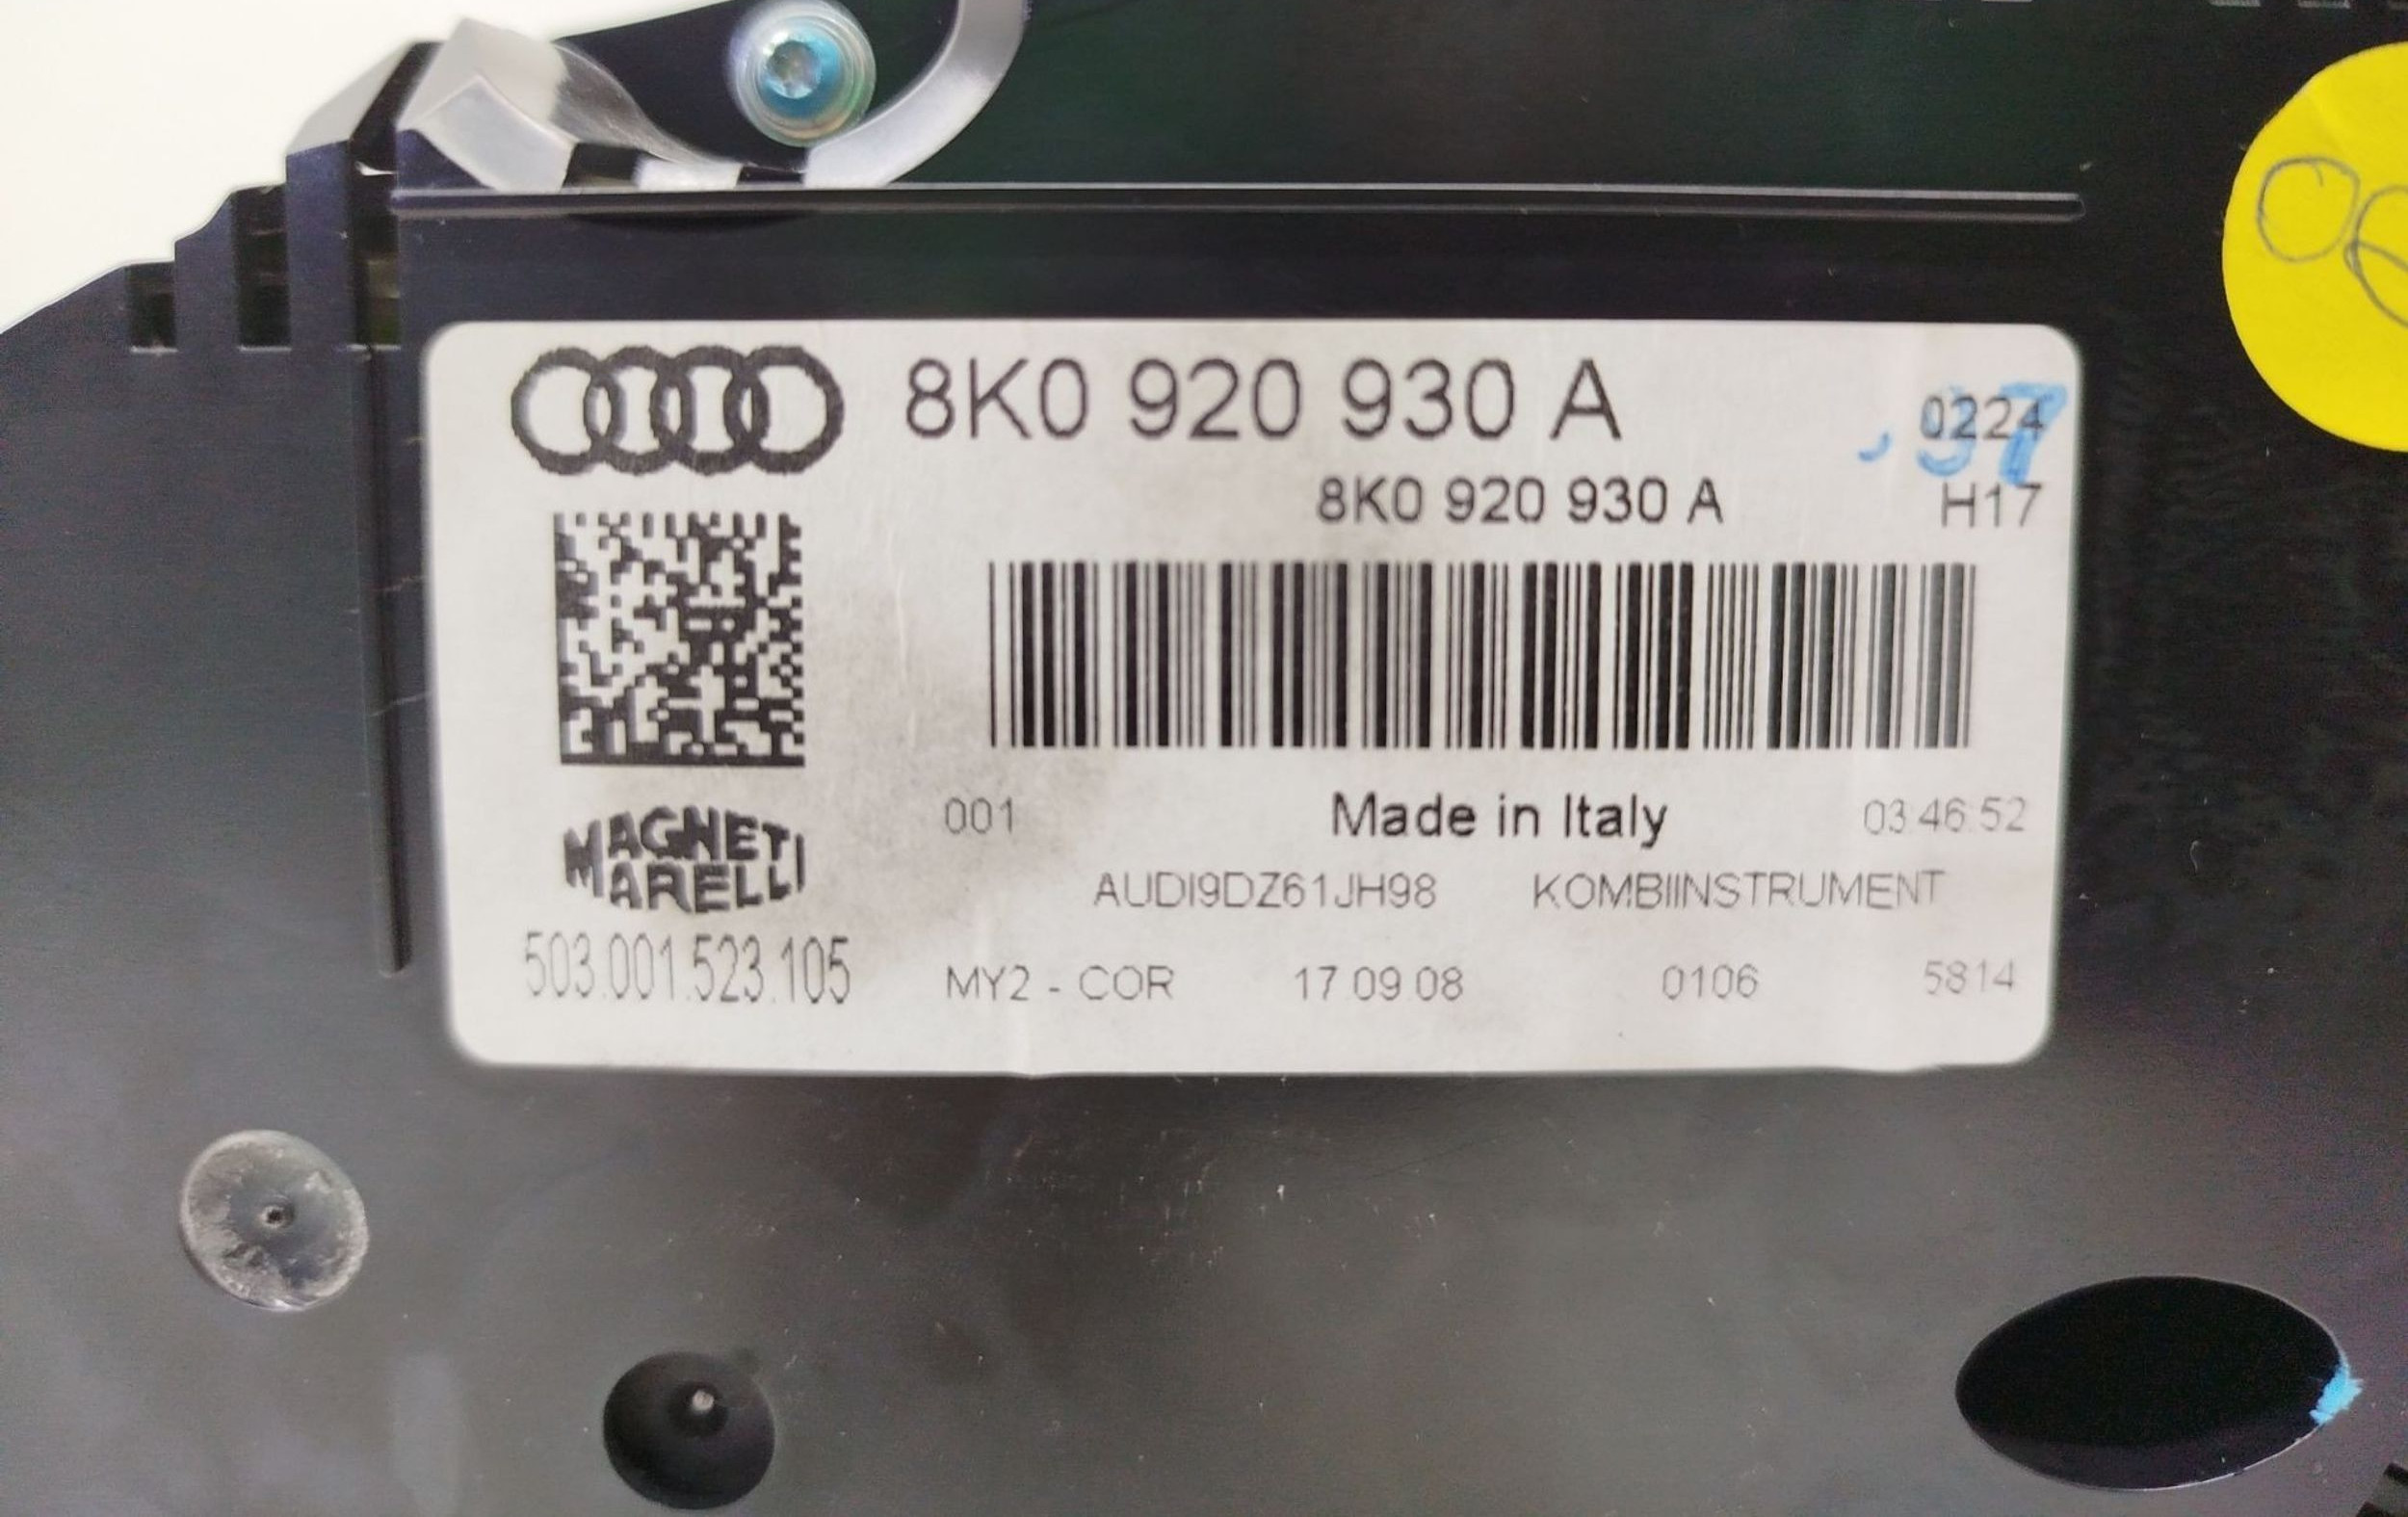 8K0 920 930 A
0224
8K0 920 930 A
H17
001
Made in Italy
03:46:52
MAGNETI
MARELLI
AUDI9DZ61JH98 KOMBIINSTRUMENT
503.001.523.105
MY2 - COR 17.09.08 0106 5814